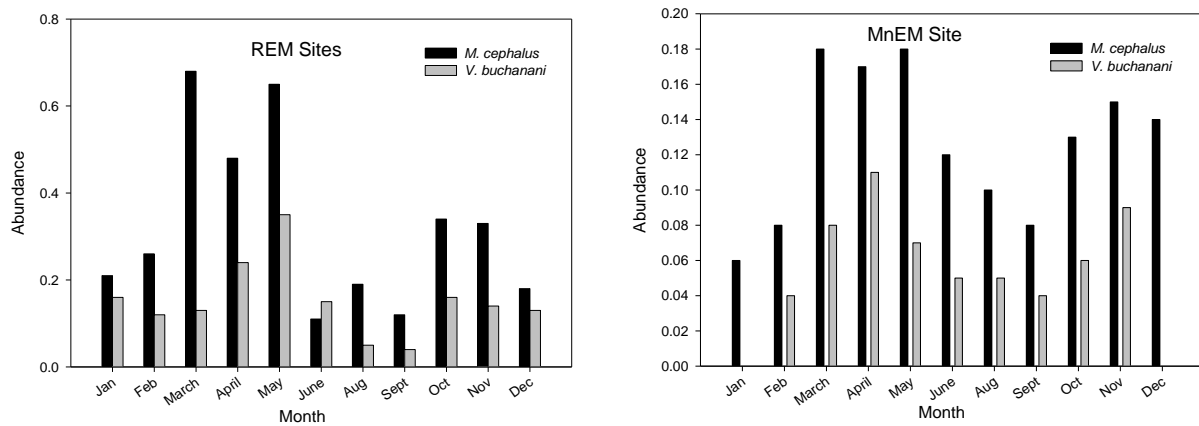 REM Sites
M. cephalus
V. buchanani
Abundance
0.8
0.6
0.4
0.2
0.0
Jan Feb March April May June Aug Sept Oct Nov Dec
Month
MnEM Site
M. cephalus
V. buchanani
Abundance
0.20
0.18
0.16
0.14
0.12
0.10
0.08
0.06
0.04
0.02
0.00
Jan Feb March April May June Aug Sept Oct Nov Dec
Month